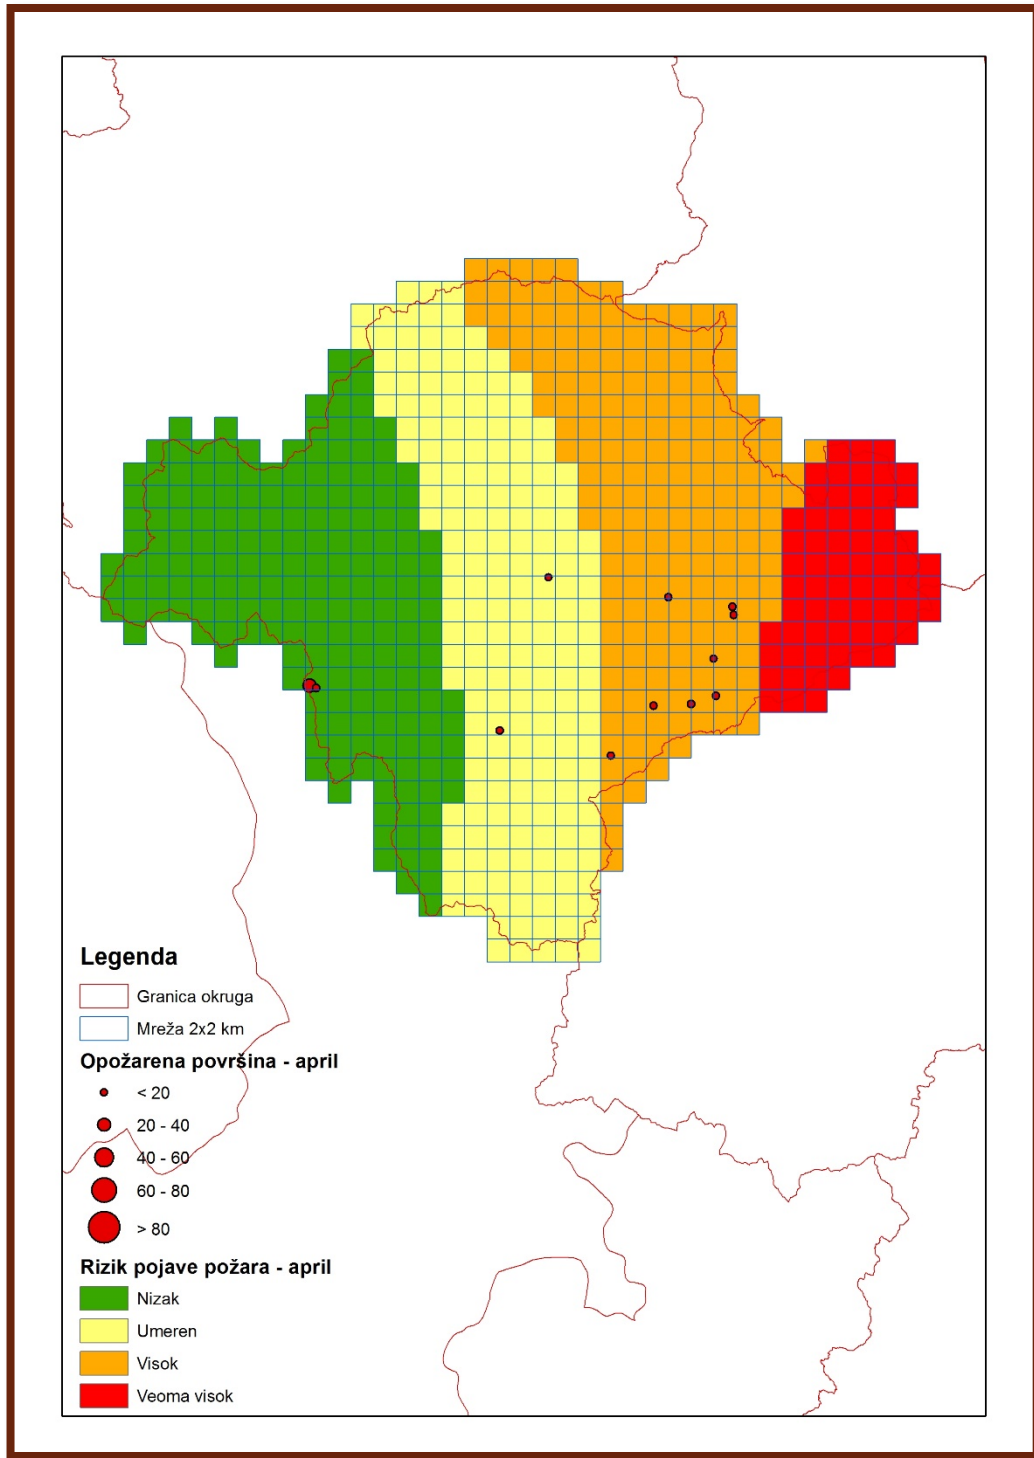 Legenda
Granica okruga
Mreža 2x2 km
Opožarena površina - april
< 20
20 - 40
40 - 60
60 - 80
> 80
Rizik pojave požara - april
Nizak
Umeren
Visok
Veoma visok